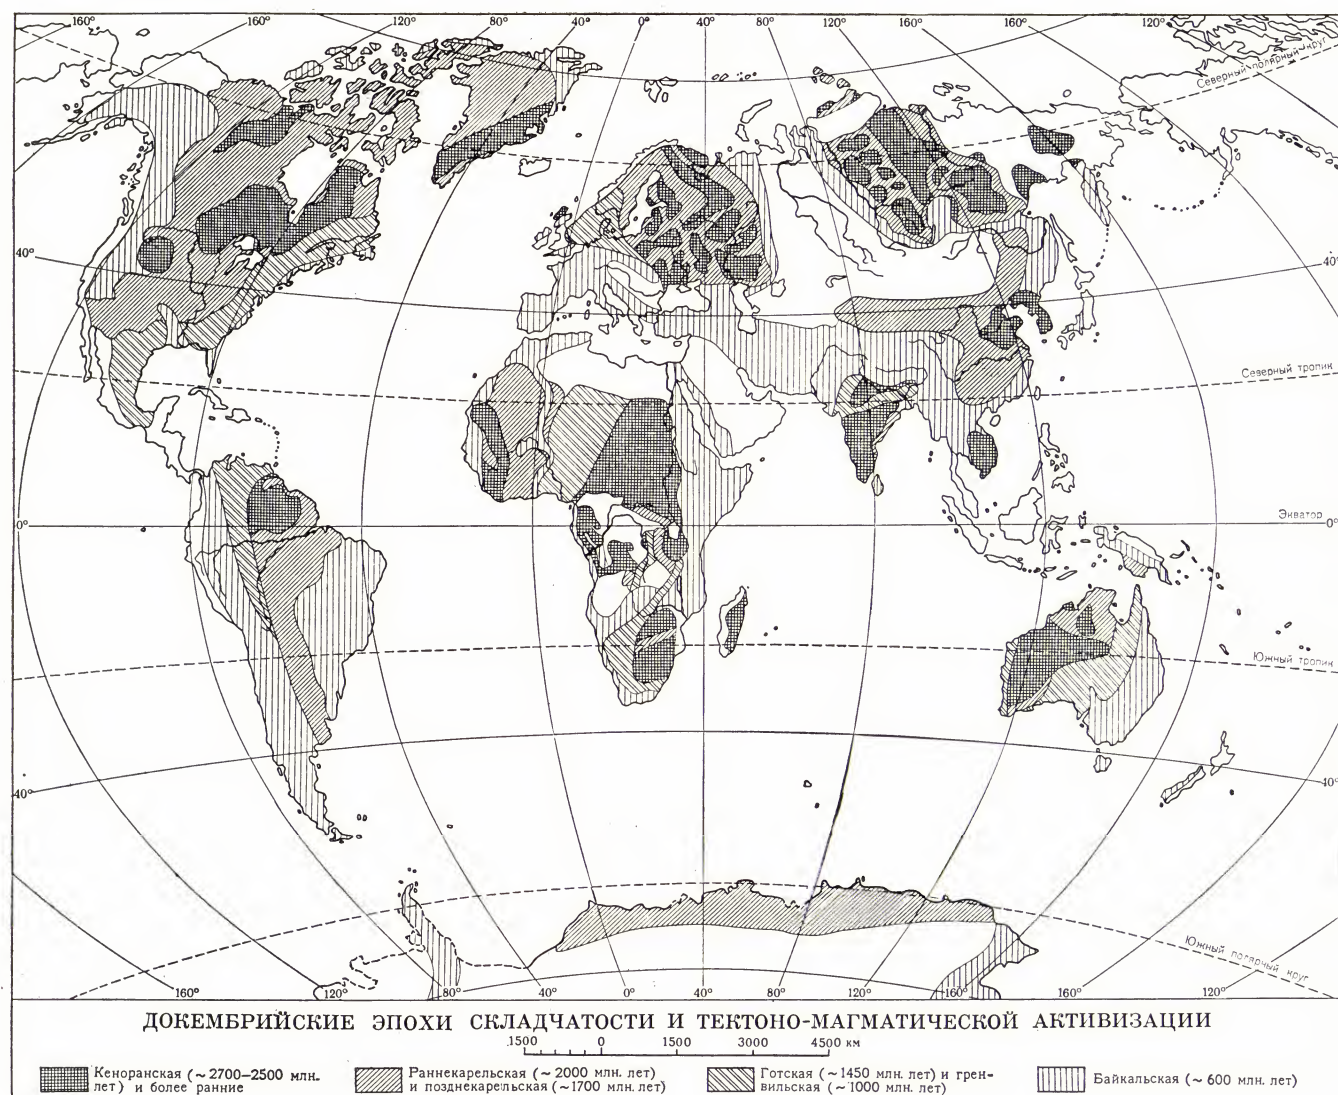 160° 160° 120° 80° 40° 0° 40° 80° 120° 160° 160° 120°
Северный полярный круг
40° 40°
Северный тропик
Экватор
0° 0°
Южный тропик
40° 40°
Южный полярный круг
160° 120° 80° 40° 0° 40° 80° 120° 160° 160° 120°
ДОКЕМБРИЙСКИЕ ЭПОХИ СКЛАДЧАТОСТИ И ТЕКТОНО-МАГМАТИЧЕСКОЙ АКТИВИЗАЦИИ
1500 0 1500 3000 4500 км
Кеноранская (~2700–2500 млн. лет) и более ранние
Раннекарельская (~2000 млн. лет) и позднекарельская (~1700 млн. лет)
Готская (~1450 млн. лет) и грен-
вильская (~1000 млн. лет)
Байкальская (~600 млн. лет)